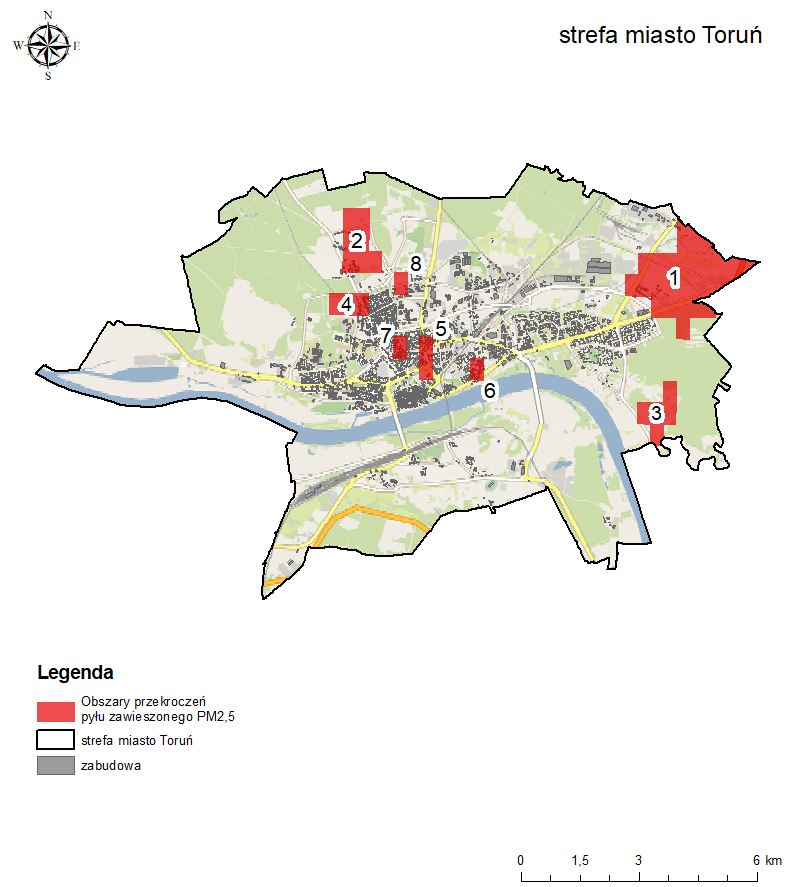 N
W E
S
strefa miasto Toruń
2
8
1
4
7
5
6
3
Legenda
Obszary przekroczeń
pyłu zawieszonego PM2,5
strefa miasto Toruń
zabudowa
0 1,5 3 6 km